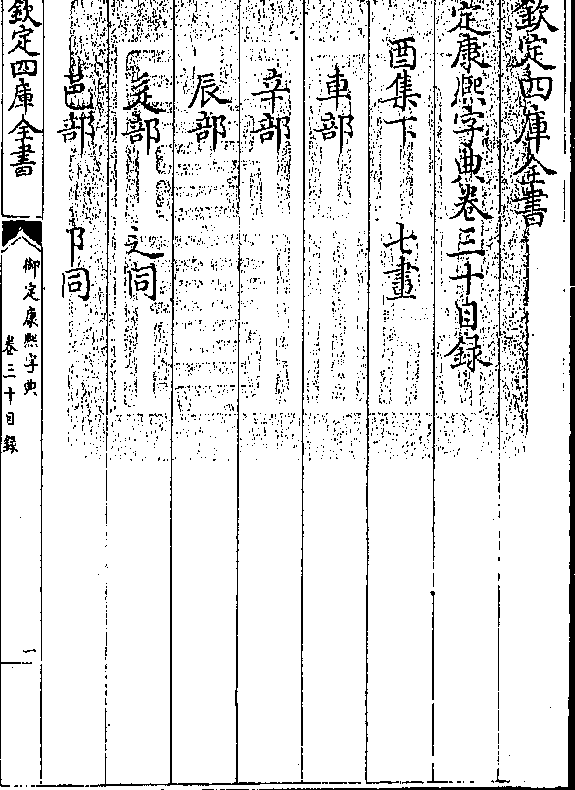 欽定四庫全書
定康熙字典卷三十目録
酉集下 七畫
車部
辛部
辰部
辵部 辶同
邑部 阝同
欽定四庫全書
御定康熙字典
卷三十目録
一